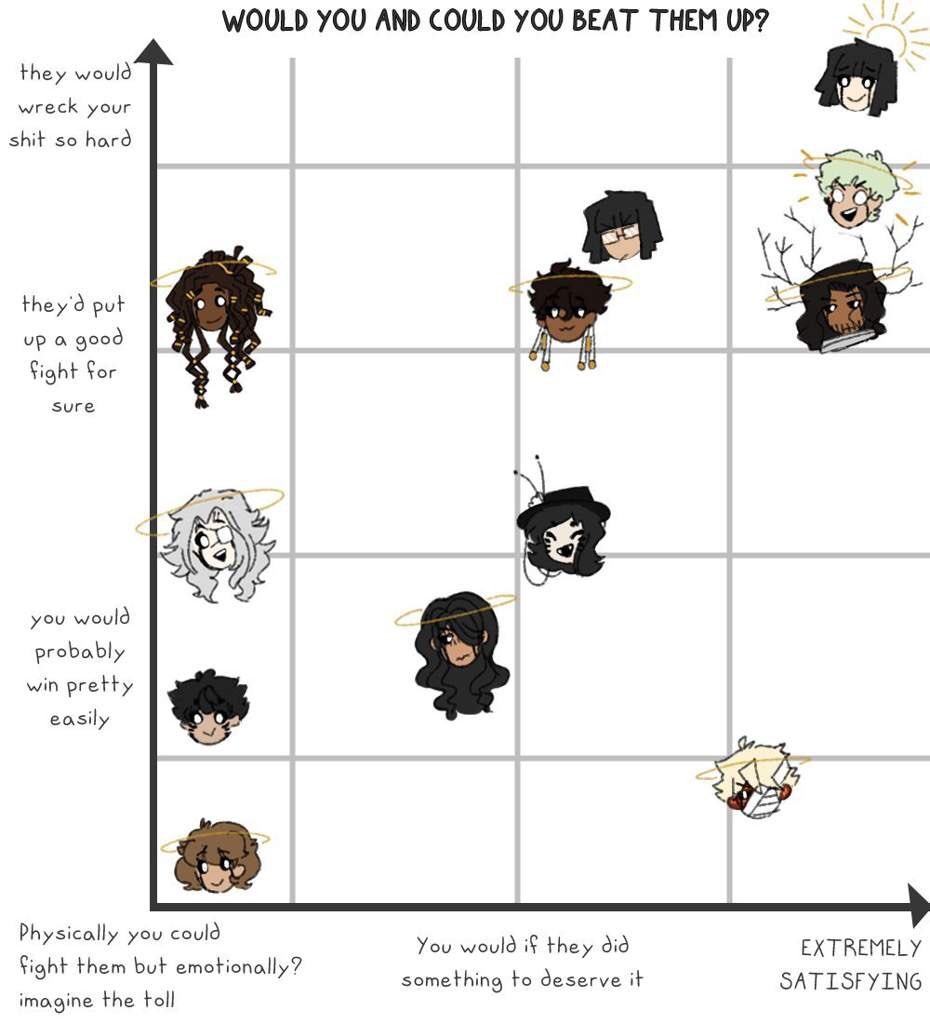 WOULD YOU AND COULD YOU BEAT THEM UP?
they would
wreck your
shit so hard
they'd put
up a good
fight for
sure
you would
probably
win pretty
easily
Physically you could
fight them but emotionally?
imagine the toll
You would if they did
something to deserve it
EXTREMELY
SATISFYING